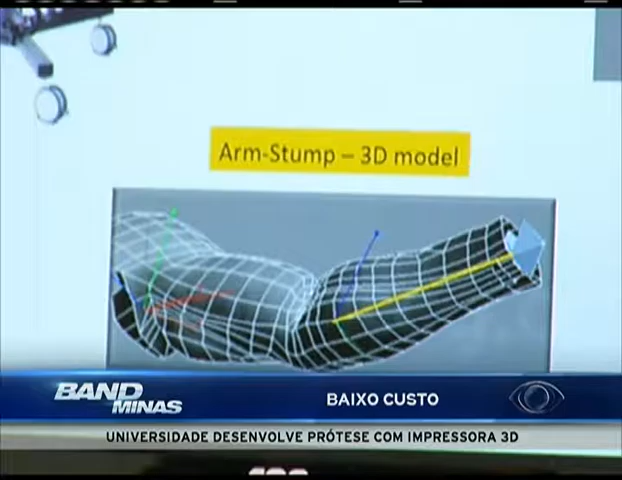 Arm-Stump – 3D model
BAND
MINAS
BAIXO CUSTO
UNIVERSIDADE DESENVOLVE PRÓTESE COM IMPRESSORA 3D